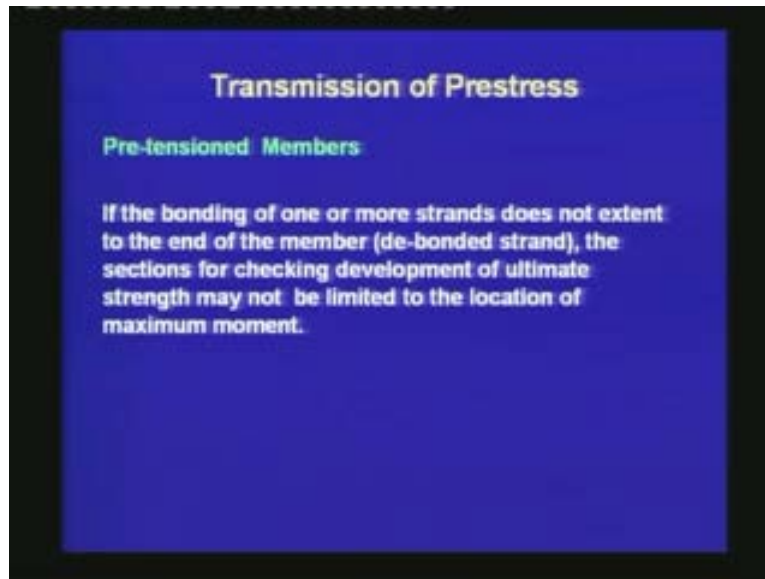 Transmission of Prestress
Pre-tensioned Members
If the bonding of one or more strands does not extent
to the end of the member (de-bonded strand), the
sections for checking development of ultimate
strength may not be limited to the location of
maximum moment.